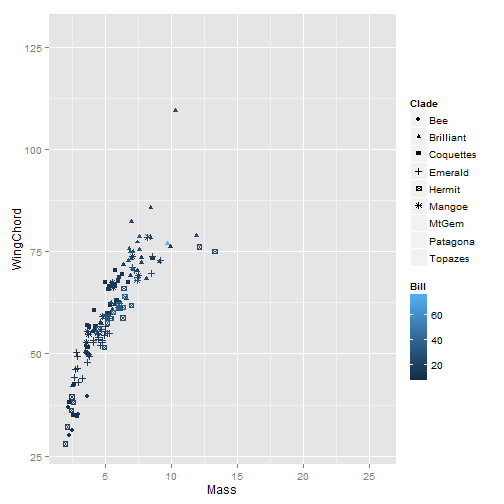 125
100
75
50
25
WingChord
5
10
15
20
25
Mass
Clade
Bee
Brilliant
Coquettes
Emerald
Hermit
Mangoe
MtGem
Patagona
Topazes
Bill
60
40
20